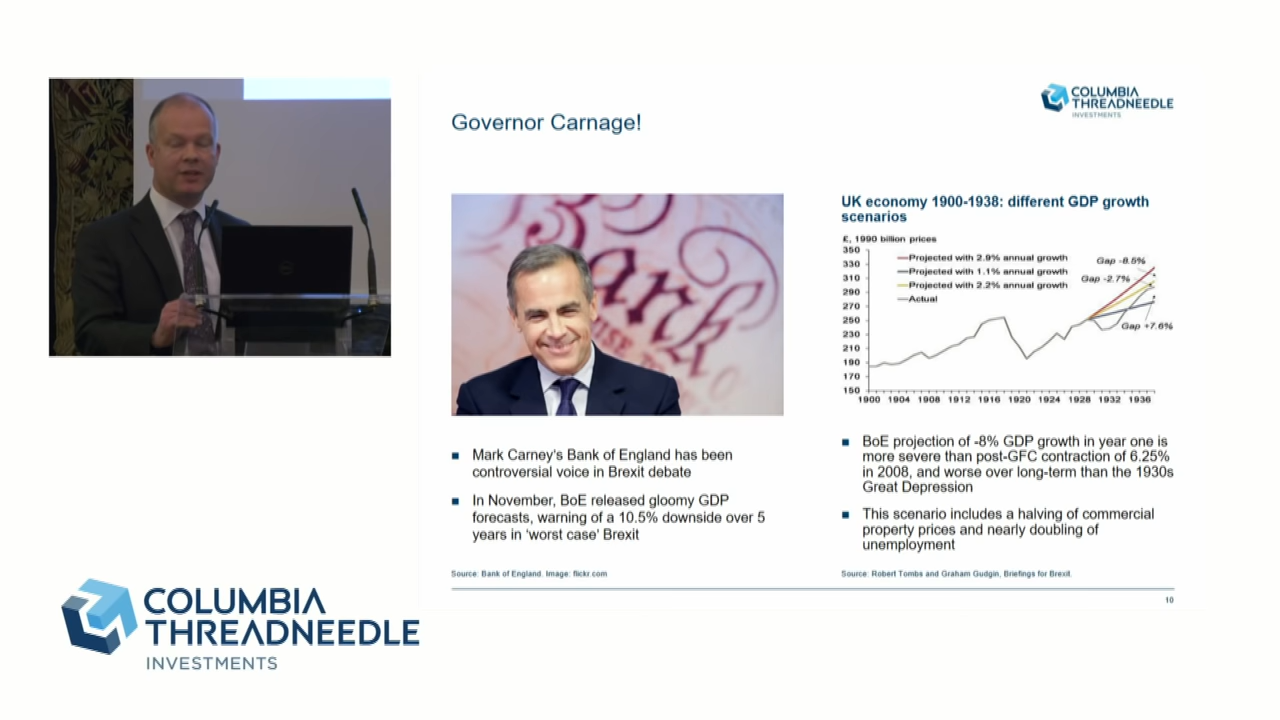 COLUMBIA
THREADNEEDLE
INVESTMENTS
Governor Carnage!
Bank
Mark Carney's Bank of England has been
controversial voice in Brexit debate
In November, BoE released gloomy GDP
forecasts, warning of a 10.5% downside over 5
years in 'worst case' Brexit
Source: Bank of England. Image: flickr.com
UK economy 1900-1938: different GDP growth
scenarios
£, 1990 billion prices
350
330
310
290
270
250
230
210
190
170
150
Projected with 2.9% annual growth
Projected with 1.1% annual growth
Projected with 2.2% annual growth
Actual
Gap -8.5%
Gap -2.7%
Gap +7.6%
1900 1904 1908 1912 1916 1920 1924 1928 1932 1936
BoE projection of -8% GDP growth in year one is
more severe than post-GFC contraction of 6.25%
in 2008, and worse over long-term than the 1930s
Great Depression
This scenario includes a halving of commercial
property prices and nearly doubling of
unemployment
Source: Robert Tombs and Graham Gudgin, Briefings for Brexit.
10
COLUMBIA
THREADNEEDLE
INVESTMENTS